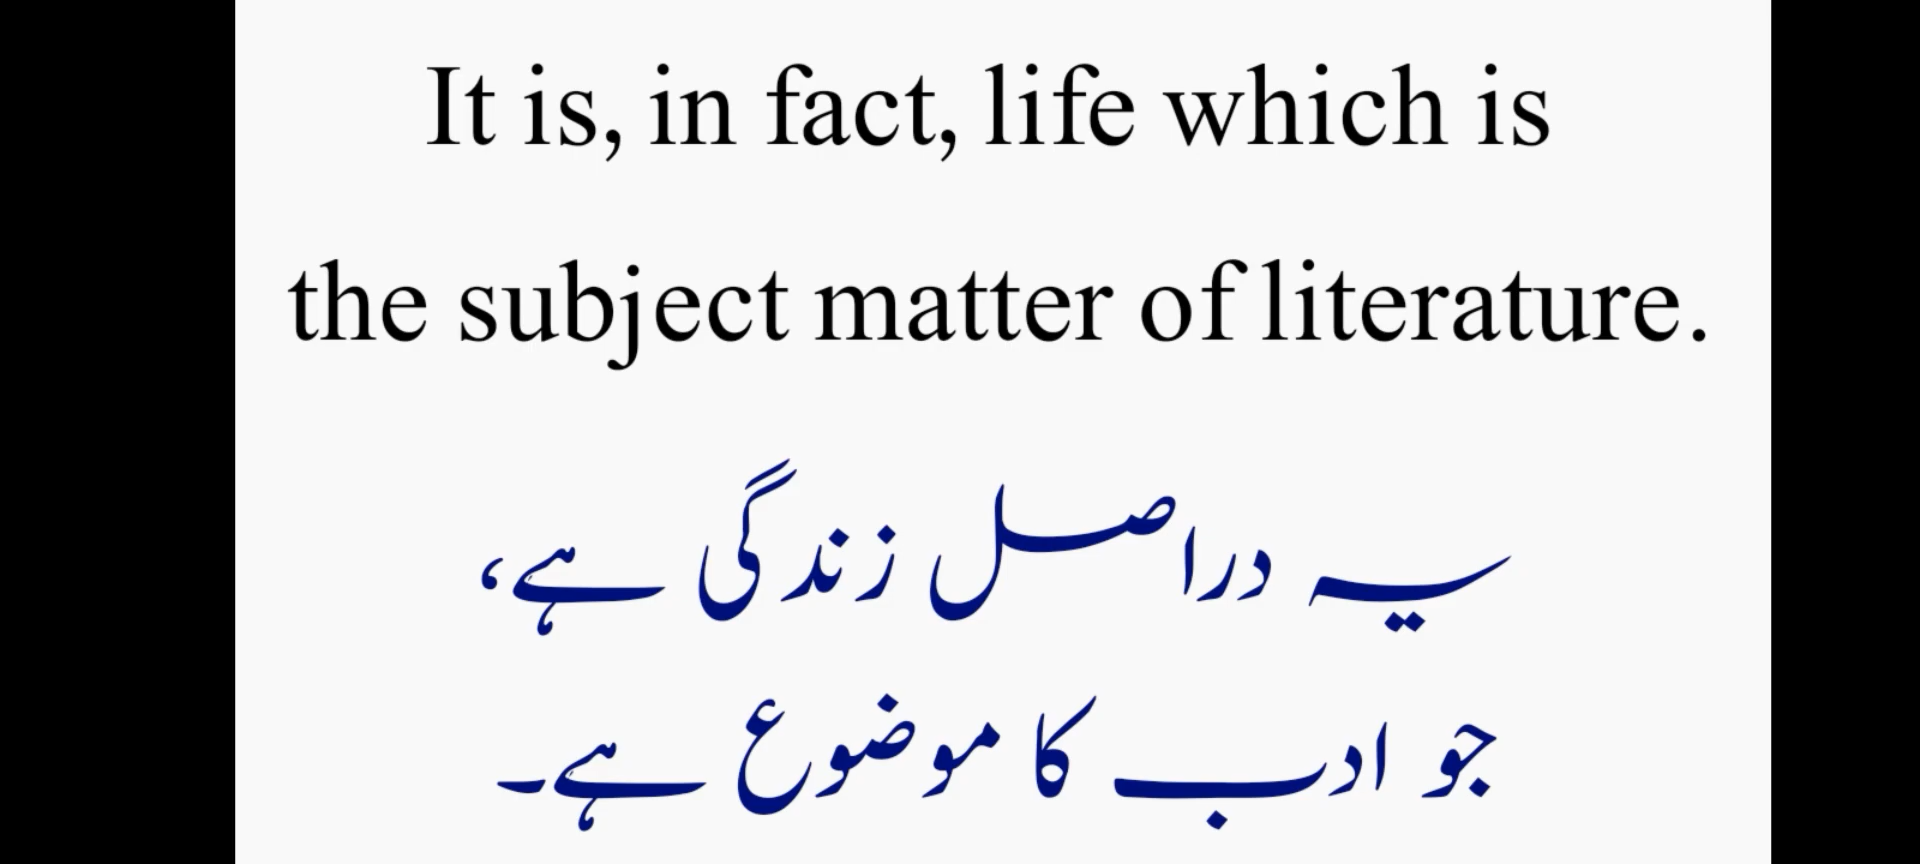 It is, in fact, life which is
the subject matter of literature.
یہ دراصل زندگی ہے،
جو ادب کا موضوع ہے۔